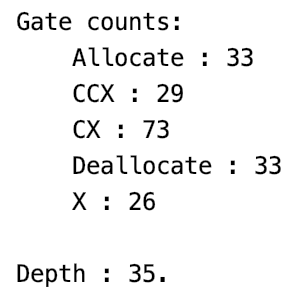 Gate counts:
Allocate : 33
CCX : 29
CX : 73
Deallocate : 33
X : 26
Depth : 35.